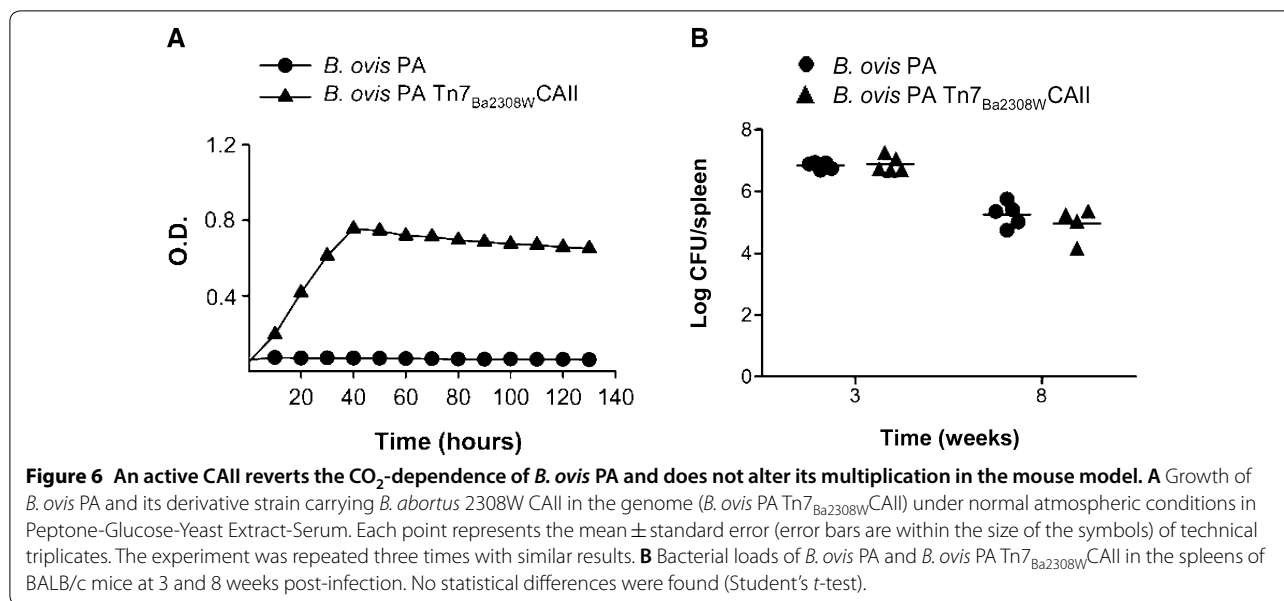 A
B. ovis PA
B. ovis PA Tn7Ba2308WCAII
1.2
0.8
0.4
O.D.
20 40 60 80 100 120 140
Time (hours)
B
B. ovis PA
B. ovis PA Tn7Ba2308WCAII
8
6
4
2
0
Log CFU/spleen
3 8
Time (weeks)
Figure 6 An active CAII reverts the CO₂-dependence of B. ovis PA and does not alter its multiplication in the mouse model. A Growth of
B. ovis PA and its derivative strain carrying B. abortus 2308W CAII in the genome (B. ovis PA Tn7Ba2308WCAII) under normal atmospheric conditions in
Peptone-Glucose-Yeast Extract-Serum. Each point represents the mean ± standard error (error bars are within the size of the symbols) of technical
triplicates. The experiment was repeated three times with similar results. B Bacterial loads of B. ovis PA and B. ovis PA Tn7Ba2308WCAII in the spleens of
BALB/c mice at 3 and 8 weeks post-infection. No statistical differences were found (Student's t-test).